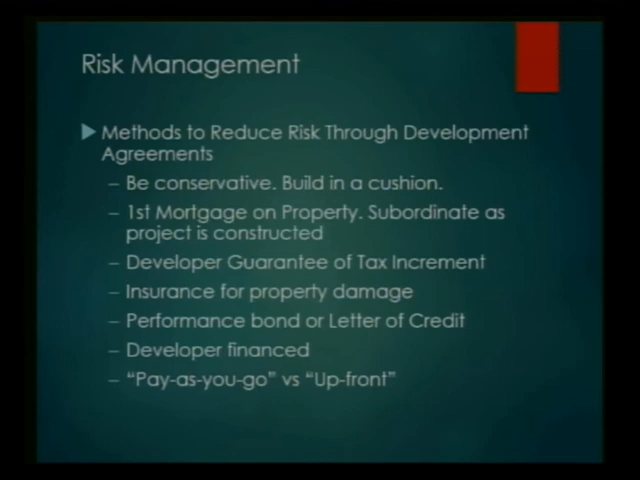 Risk Management
Methods to Reduce Risk Through Development
Agreements
– Be conservative. Build in a cushion.
– 1st Mortgage on Property. Subordinate as
project is constructed
– Developer Guarantee of Tax Increment
– Insurance for property damage
– Performance bond or Letter of Credit
– Developer financed
– “Pay-as-you-go” vs “Up-front”